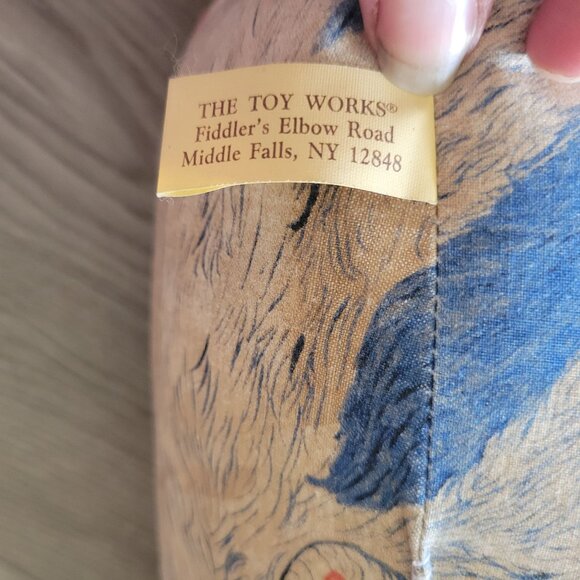 THE TOY WORKS®
Fiddler's Elbow Road
Middle Falls, NY 12848